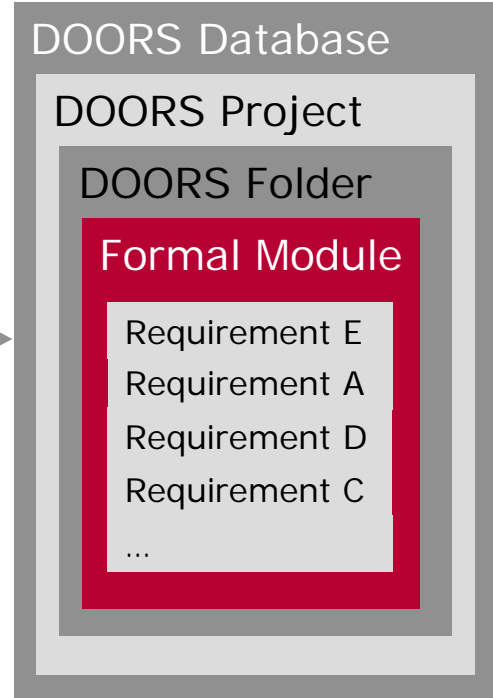 DOORS Database
DOORS Project
DOORS Folder
Formal Module
Requirement E
Requirement A
Requirement D
Requirement C
...